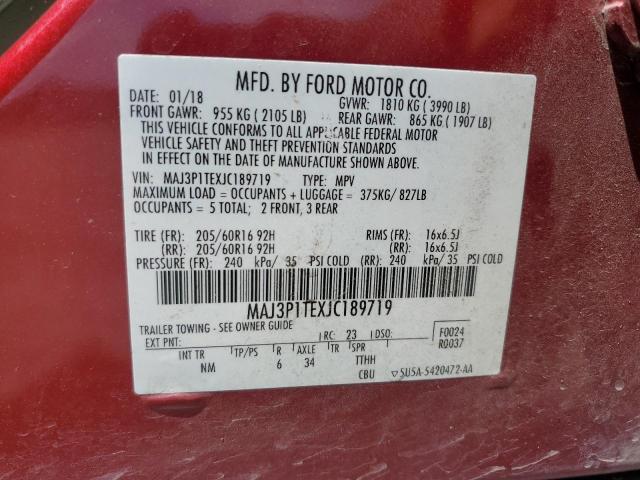 MFD. BY FORD MOTOR CO.
DATE: 01/18 GVWR: 1810 KG ( 3990 LB)
FRONT GAWR: 955 KG ( 2105 LB) REAR GAWR: 865 KG ( 1907 LB)
THIS VEHICLE CONFORMS TO ALL APPLICABLE FEDERAL MOTOR
VEHICLE SAFETY AND THEFT PREVENTION STANDARDS
IN EFFECT ON THE DATE OF MANUFACTURE SHOWN ABOVE.
VIN: MAJ3P1TEXJC189719 TYPE: MPV
MAXIMUM LOAD = OCCUPANTS + LUGGAGE = 375KG/ 827LB
OCCUPANTS = 5 TOTAL; 2 FRONT, 3 REAR
TIRE (FR): 205/60R16 92H RIMS (FR): 16x6.5J
(RR): 205/60R16 92H (RR): 16x6.5J
PRESSURE (FR): 240 kPa/ 35 PSI COLD (RR): 240 kPa/ 35 PSI COLD
MAJ3P1TEXJC189719
TRAILER TOWING - SEE OWNER GUIDE
EXT PNT: RC: 23 DSO: F0024
R0037
INT TR TP/PS R AXLE TR SPR
NM 6 34 TTHH
CBU ▽SU5A-5420472-AA